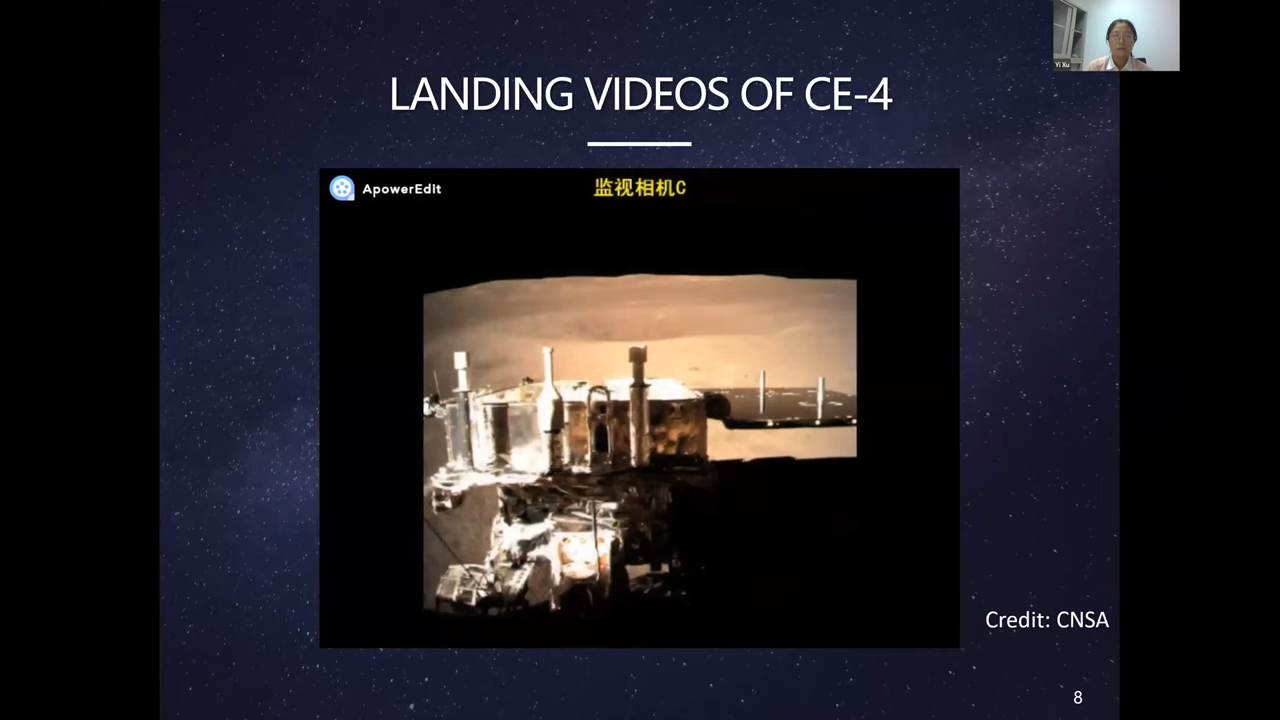 Yi Xu
LANDING VIDEOS OF CE-4
ApowerEdit
监视相机C
Credit: CNSA
8